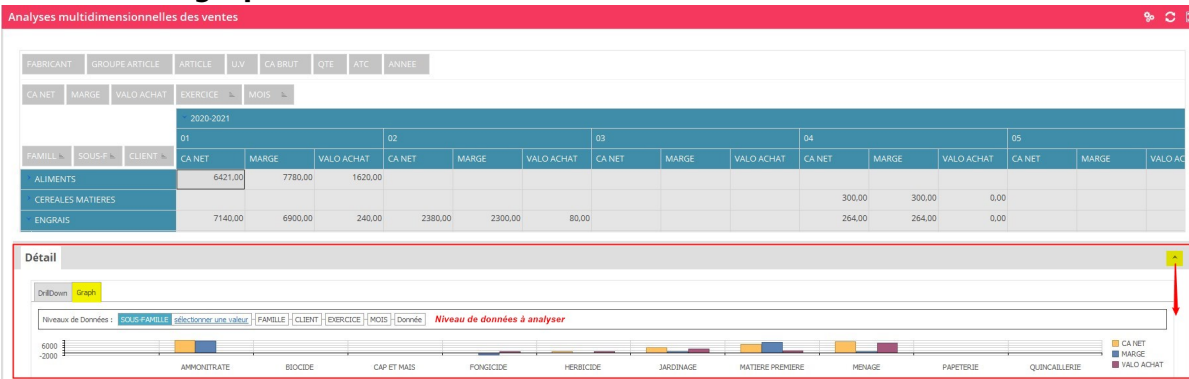 Analyses multidimensionnelles des ventes
FABRICANT GROUPE ARTICLE ARTICLE U.V CA BRUT QTE ATC ANNEE
CA NET MARGE VALO ACHAT EXERCICE MOIS
2020-2021
01 02 03 04 05
FAMILL SOUS-F CLIENT CA NET MARGE VALO ACHAT CA NET MARGE VALO ACHAT CA NET MARGE VALO ACHAT CA NET MARGE VALO ACHAT CA NET MARGE VALO AC
ALIMENTS 6421,00 7780,00 1620,00
CEREALES MATIERES 300,00 300,00 0,00
ENGRAIS 7140,00 6900,00 240,00 2380,00 2300,00 80,00 264,00 264,00 0,00
Détail
DrillDown Graph
Niveaux de Données : SOUS-FAMILLE sélectionner une valeur FAMILLE CLIENT EXERCICE MOIS Donnée Niveau de données à analyser
6000
-2000
AMMONITRATE BIOCIDE CAP ET MAIS FONGICIDE HERBICIDE JARDINAGE MATIERE PREMIERE MENAGE PAPETERIE QUINCAILLERIE
CA NET
MARGE
VALO ACHAT